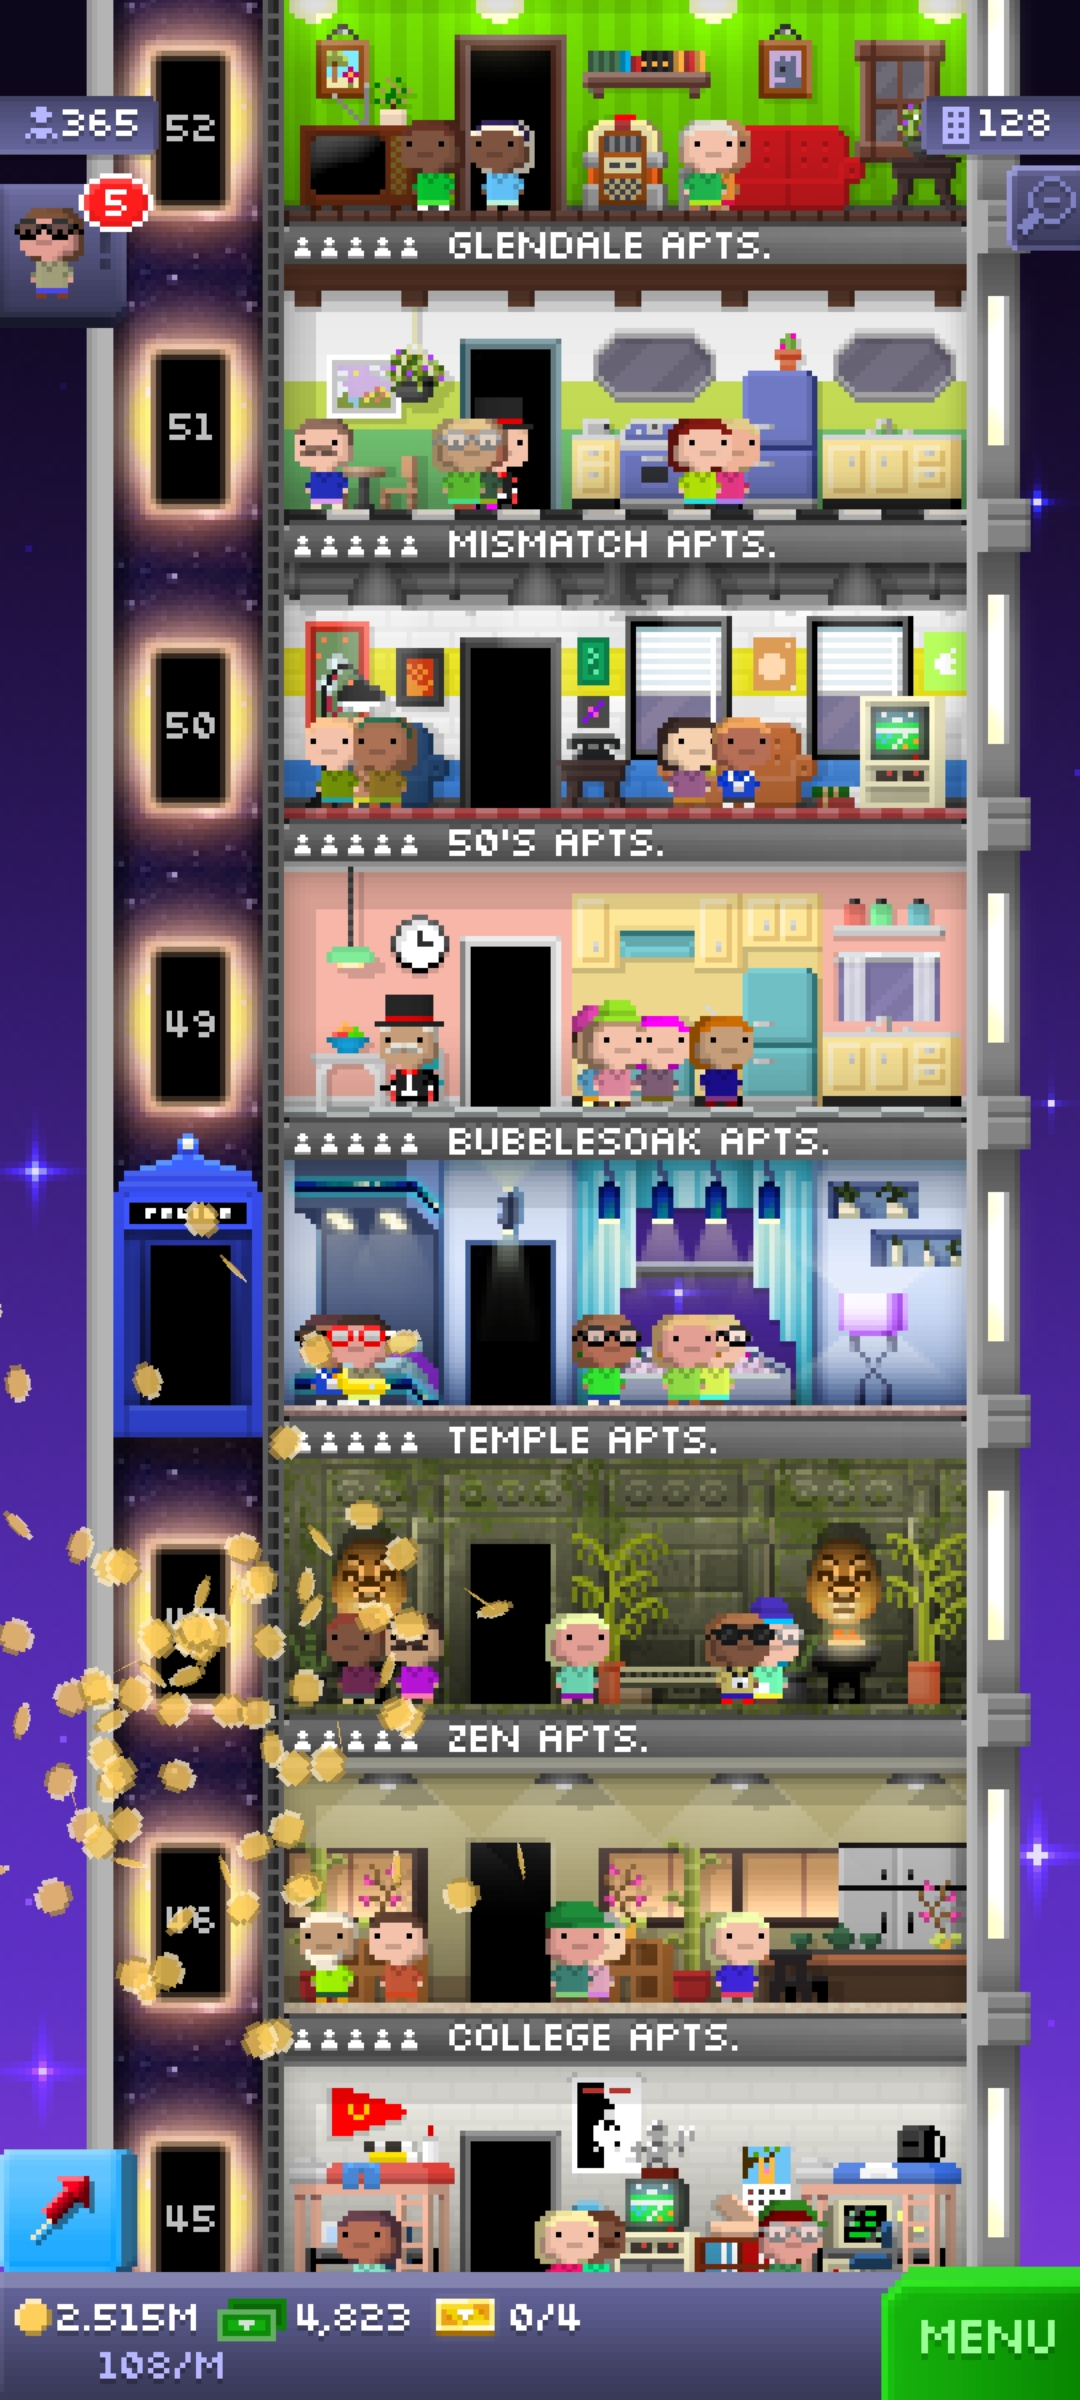 365
52
128
5
GLENDALE APTS.
51
MISMATCH APTS.
50
50'S APTS.
49
BUBBLESOAK APTS.
TEMPLE APTS.
ZEN APTS.
46
COLLEGE APTS.
45
2.515M
4,823
0/4
MENU
108/M